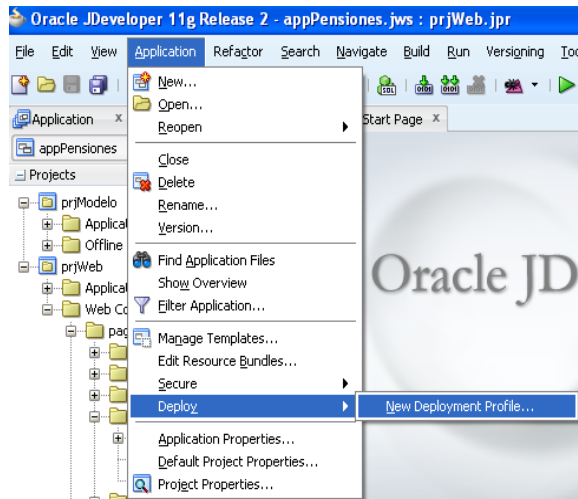 Oracle JDeveloper 11g Release 2 - appPensiones.jws : prjWeb.jpr
File Edit View Application Refactor Search Navigate Build Run Versioning
Application x
Start Page x
appPensiones
Projects
prjModelo
Offline
prjWeb
New...
Open...
Reopen
Close
Delete
Rename...
Version...
Find Application Files
Show Overview
Filter Application...
Manage Templates...
Edit Resource Bundles...
Secure
Deploy
New Deployment Profile...
Application Properties...
Default Project Properties...
Project Properties...
Oracle JD